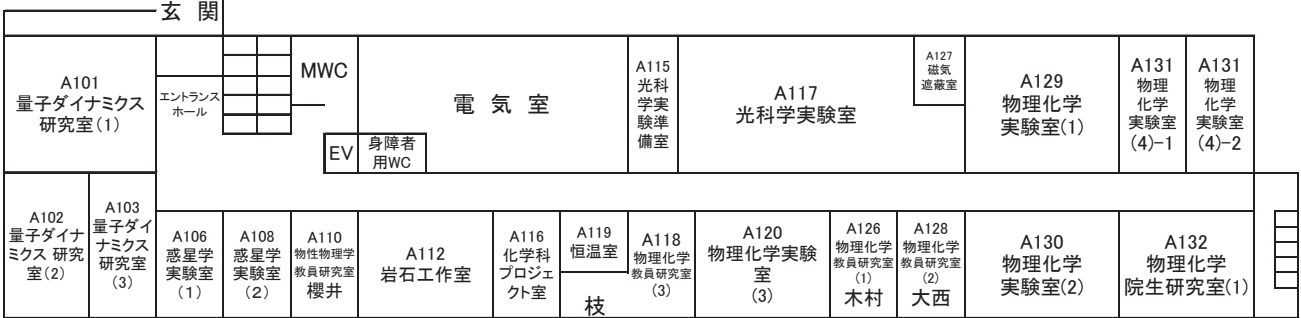 玄 関
A101
量子ダイナミクス
研究室(1)
エントランス
ホール
MWC
EV
身障者
用WC
電 気 室
A115
光科
学実
験準
備室
A117
光科学実験室
A127
磁気
遮蔽室
A129
物理化学
実験室(1)
A131
物理
化学
実験室
(4)-1
A131
物理
化学
実験室
(4)-2
A102
量子ダイナ
ミクス 研究
室(2)
A103
量子ダイ
ナミクス
研究室
(3)
A106
惑星学
実験室
(1)
A108
惑星学
実験室
(2)
A110
物性物理学
教員研究室
櫻井
A112
岩石工作室
A116
化学科
プロジェ
クト室
A119
恒温室
枝
A118
物理化学
教員研究室
(3)
A120
物理化学実験
室
(3)
A126
物理化学
教員研究室
(1)
木村
A128
物理化学
教員研究室
(2)
大西
A130
物理化学
実験室(2)
A132
物理化学
院生研究室(1)